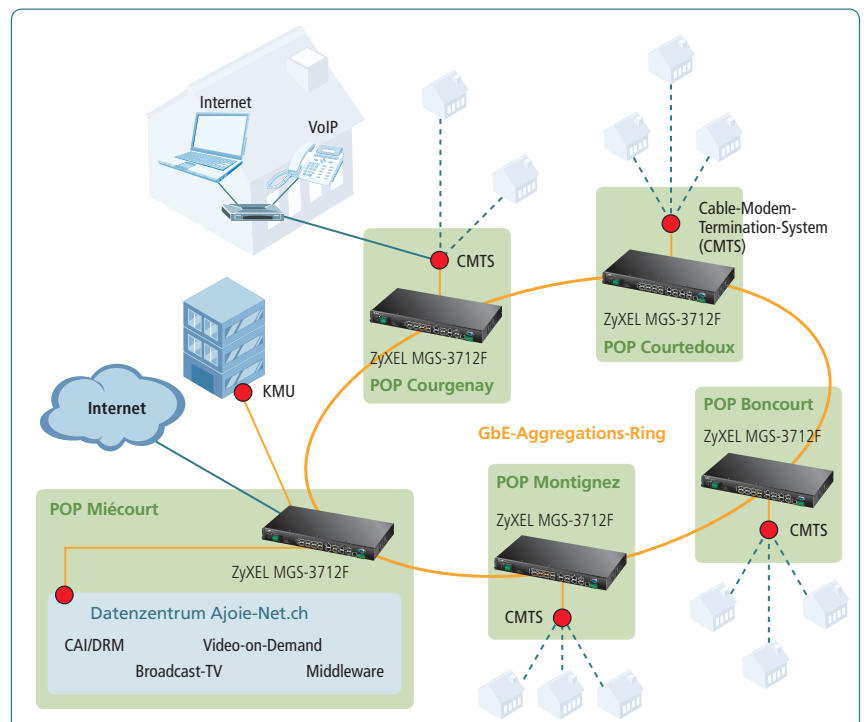 Internet
VoIP
Cable-Modem-
Termination-System
(CMTS)
CMTS
ZyXEL MGS-3712F
POP Courtedoux
ZyXEL MGS-3712F
POP Courgenay
KMU
Internet
POP Boncourt
ZyXEL MGS-3712F
GbE-Aggregations-Ring
POP Montignez
ZyXEL MGS-3712F
POP Miécourt
CMTS
ZyXEL MGS-3712F
CMTS
Datenzentrum Ajoie-Net.ch
CAI/DRM
Video-on-Demand
Broadcast-TV
Middleware